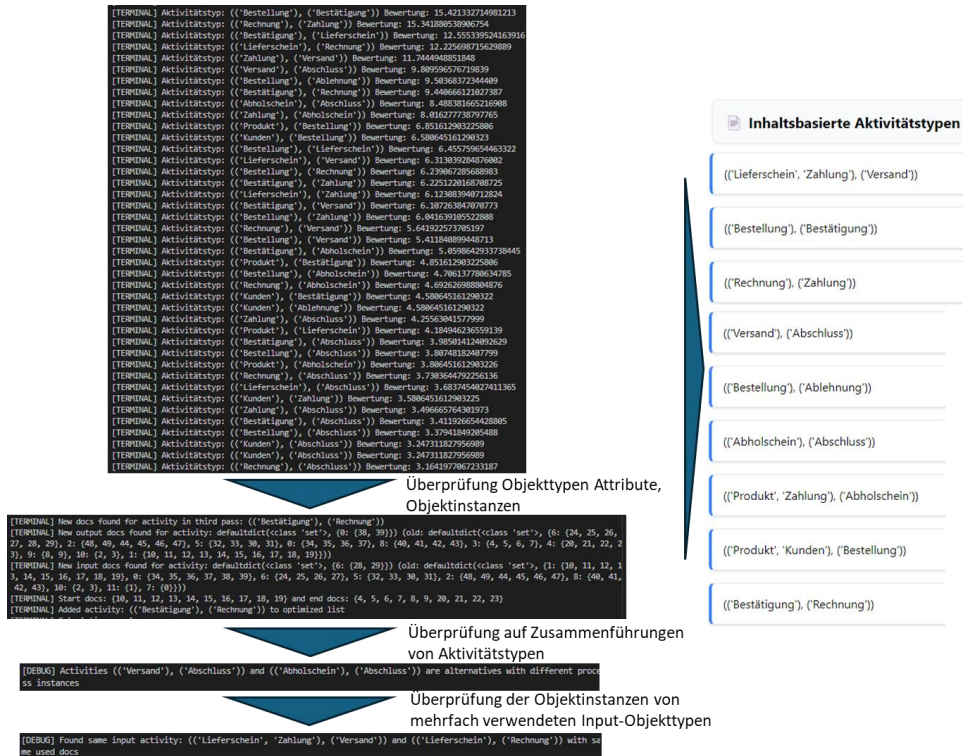 [TERMINAL] Aktivitätstyp: (('Bestellung'), ('Bestätigung')) Bewertung: 15.421332714981213
[TERMINAL] Aktivitätstyp: (('Rechnung'), ('Zahlung')) Bewertung: 15.341880538906754
[TERMINAL] Aktivitätstyp: (('Bestätigung'), ('Lieferschein')) Bewertung: 12.555339524163916
[TERMINAL] Aktivitätstyp: (('Lieferschein'), ('Rechnung')) Bewertung: 12.225698715629889
[TERMINAL] Aktivitätstyp: (('Zahlung'), ('Versand')) Bewertung: 11.7444948851848
[TERMINAL] Aktivitätstyp: (('Versand'), ('Abschluss')) Bewertung: 9.809596576719839
[TERMINAL] Aktivitätstyp: (('Bestellung'), ('Ablehnung')) Bewertung: 9.50368372344409
[TERMINAL] Aktivitätstyp: (('Bestätigung'), ('Rechnung')) Bewertung: 9.440666121027387
[TERMINAL] Aktivitätstyp: (('Abholschein'), ('Abschluss')) Bewertung: 8.488381665216908
[TERMINAL] Aktivitätstyp: (('Zahlung'), ('Abholschein')) Bewertung: 8.016277738797765
[TERMINAL] Aktivitätstyp: (('Produkt'), ('Bestellung')) Bewertung: 6.851612903225806
[TERMINAL] Aktivitätstyp: (('Kunden'), ('Bestellung')) Bewertung: 6.580645161290323
[TERMINAL] Aktivitätstyp: (('Bestellung'), ('Lieferschein')) Bewertung: 6.455759654463322
[TERMINAL] Aktivitätstyp: (('Lieferschein'), ('Versand')) Bewertung: 6.313039284876002
[TERMINAL] Aktivitätstyp: (('Bestellung'), ('Rechnung')) Bewertung: 6.239067285688983
[TERMINAL] Aktivitätstyp: (('Bestätigung'), ('Zahlung')) Bewertung: 6.2251220168708725
[TERMINAL] Aktivitätstyp: (('Lieferschein'), ('Zahlung')) Bewertung: 6.123083940712824
[TERMINAL] Aktivitätstyp: (('Bestätigung'), ('Versand')) Bewertung: 6.107263847070773
[TERMINAL] Aktivitätstyp: (('Bestellung'), ('Zahlung')) Bewertung: 6.041639105522808
[TERMINAL] Aktivitätstyp: (('Rechnung'), ('Versand')) Bewertung: 5.641922573705197
[TERMINAL] Aktivitätstyp: (('Bestellung'), ('Versand')) Bewertung: 5.411840899448713
[TERMINAL] Aktivitätstyp: (('Bestätigung'), ('Abholschein')) Bewertung: 5.0598642933738445
[TERMINAL] Aktivitätstyp: (('Produkt'), ('Bestätigung')) Bewertung: 4.851612903225806
[TERMINAL] Aktivitätstyp: (('Bestellung'), ('Abholschein')) Bewertung: 4.706137780634785
[TERMINAL] Aktivitätstyp: (('Rechnung'), ('Abholschein')) Bewertung: 4.692626988804876
[TERMINAL] Aktivitätstyp: (('Kunden'), ('Bestätigung')) Bewertung: 4.580645161290322
[TERMINAL] Aktivitätstyp: (('Kunden'), ('Ablehnung')) Bewertung: 4.580645161290322
[TERMINAL] Aktivitätstyp: (('Zahlung'), ('Abschluss')) Bewertung: 4.25563041577999
[TERMINAL] Aktivitätstyp: (('Produkt'), ('Lieferschein')) Bewertung: 4.184946236559139
[TERMINAL] Aktivitätstyp: (('Bestätigung'), ('Abschluss')) Bewertung: 3.985014124092629
[TERMINAL] Aktivitätstyp: (('Bestellung'), ('Abschluss')) Bewertung: 3.80748182407799
[TERMINAL] Aktivitätstyp: (('Produkt'), ('Abholschein')) Bewertung: 3.806451612903226
[TERMINAL] Aktivitätstyp: (('Rechnung'), ('Abschluss')) Bewertung: 3.7303644792256136
[TERMINAL] Aktivitätstyp: (('Lieferschein'), ('Abschluss')) Bewertung: 3.6837454027411365
[TERMINAL] Aktivitätstyp: (('Kunden'), ('Zahlung')) Bewertung: 3.5806451612903225
[TERMINAL] Aktivitätstyp: (('Zahlung'), ('Abschluss')) Bewertung: 3.49666576430197​3
[TERMINAL] Aktivitätstyp: (('Bestätigung'), ('Abschluss')) Bewertung: 3.411926654428805
[TERMINAL] Aktivitätstyp: (('Bestellung'), ('Abschluss')) Bewertung: 3.37941849205488
[TERMINAL] Aktivitätstyp: (('Kunden'), ('Abschluss')) Bewertung: 3.247311827956989
[TERMINAL] Aktivitätstyp: (('Kunden'), ('Abschluss')) Bewertung: 3.247311827956989
[TERMINAL] Aktivitätstyp: (('Rechnung'), ('Abschluss')) Bewertung: 3.1641977067233187
Überprüfung Objekttypen Attribute,
Objektinstanzen
[TERMINAL] New docs found for activity in third pass: (('Bestätigung'), ('Rechnung'))
[TERMINAL] New output docs found for activity: defaultdict(<class 'set'>, {0: {38, 39}}) (old: defaultdict(<class 'set'>, {6: {24, 25, 26,
27, 28, 29}, 2: {48, 49, 44, 45, 46, 47}, 5: {32, 33, 30, 31}, 0: {34, 35, 36, 37}, 8: {40, 41, 42, 43}, 3: {4, 5, 6, 7}, 4: {20, 21, 22, 2
3}, 9: {8, 9}, 10: {2, 3}, 1: {10, 11, 12, 13, 14, 15, 16, 17, 18, 19}}))
[TERMINAL] New input docs found for activity: defaultdict(<class 'set'>, {6: {28, 29}}) (old: defaultdict(<class 'set'>, {1: {10, 11, 12, 1
3, 14, 15, 16, 17, 18, 19}, 0: {34, 35, 36, 37, 38, 39}, 6: {24, 25, 26, 27}, 5: {32, 33, 30, 31}, 2: {48, 49, 44, 45, 46, 47}, 8: {40, 41,
42, 43}, 10: {2, 3}, 11: {1}, 7: {0}}))
[TERMINAL] Start docs: {10, 11, 12, 13, 14, 15, 16, 17, 18, 19} and end docs: {4, 5, 6, 7, 8, 9, 20, 21, 22, 23}
[TERMINAL] Added activity: (('Bestätigung'), ('Rechnung')) to optimized list
Überprüfung auf Zusammenführungen
von Aktivitätstypen
[DEBUG] Activities (('Versand'), ('Abschluss')) and (('Abholschein'), ('Abschluss')) are alternatives with different proce
ss instances
Überprüfung der Objektinstanzen von
mehrfach verwendeten Input-Objekttypen
[DEBUG] Found same input activity: (('Lieferschein', 'Zahlung'), ('Versand')) and (('Lieferschein'), ('Rechnung')) with sa
me used docs
Inhaltsbasierte Aktivitätstypen
(('Lieferschein', 'Zahlung'), ('Versand'))
(('Bestellung'), ('Bestätigung'))
(('Rechnung'), ('Zahlung'))
(('Versand'), ('Abschluss'))
(('Bestellung'), ('Ablehnung'))
(('Abholschein'), ('Abschluss'))
(('Produkt', 'Zahlung'), ('Abholschein'))
(('Produkt', 'Kunden'), ('Bestellung'))
(('Bestätigung'), ('Rechnung'))